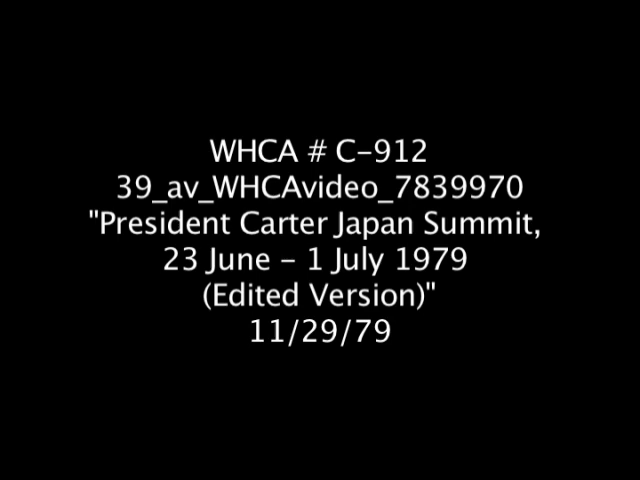 WHCA # C-912
39_av_WHCAvideo_7839970
"President Carter Japan Summit,
23 June - 1 July 1979
(Edited Version)"
11/29/79